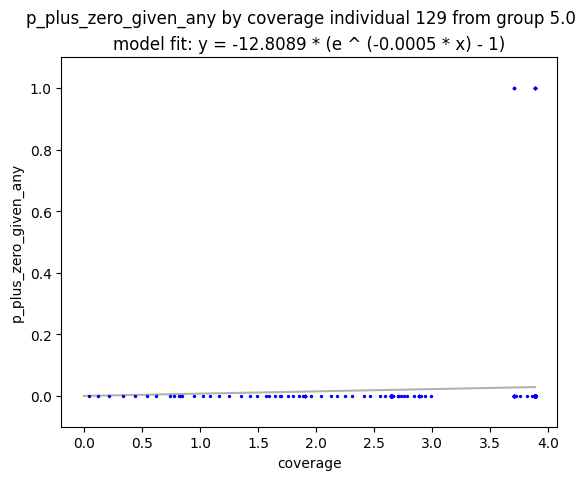 p_plus_zero_given_any by coverage individual 129 from group 5.0
model fit: y = -12.8089 * (e ^ (-0.0005 * x) - 1)
1.0
0.8
0.6
0.4
0.2
0.0
p_plus_zero_given_any
0.0 0.5 1.0 1.5 2.0 2.5 3.0 3.5 4.0
coverage